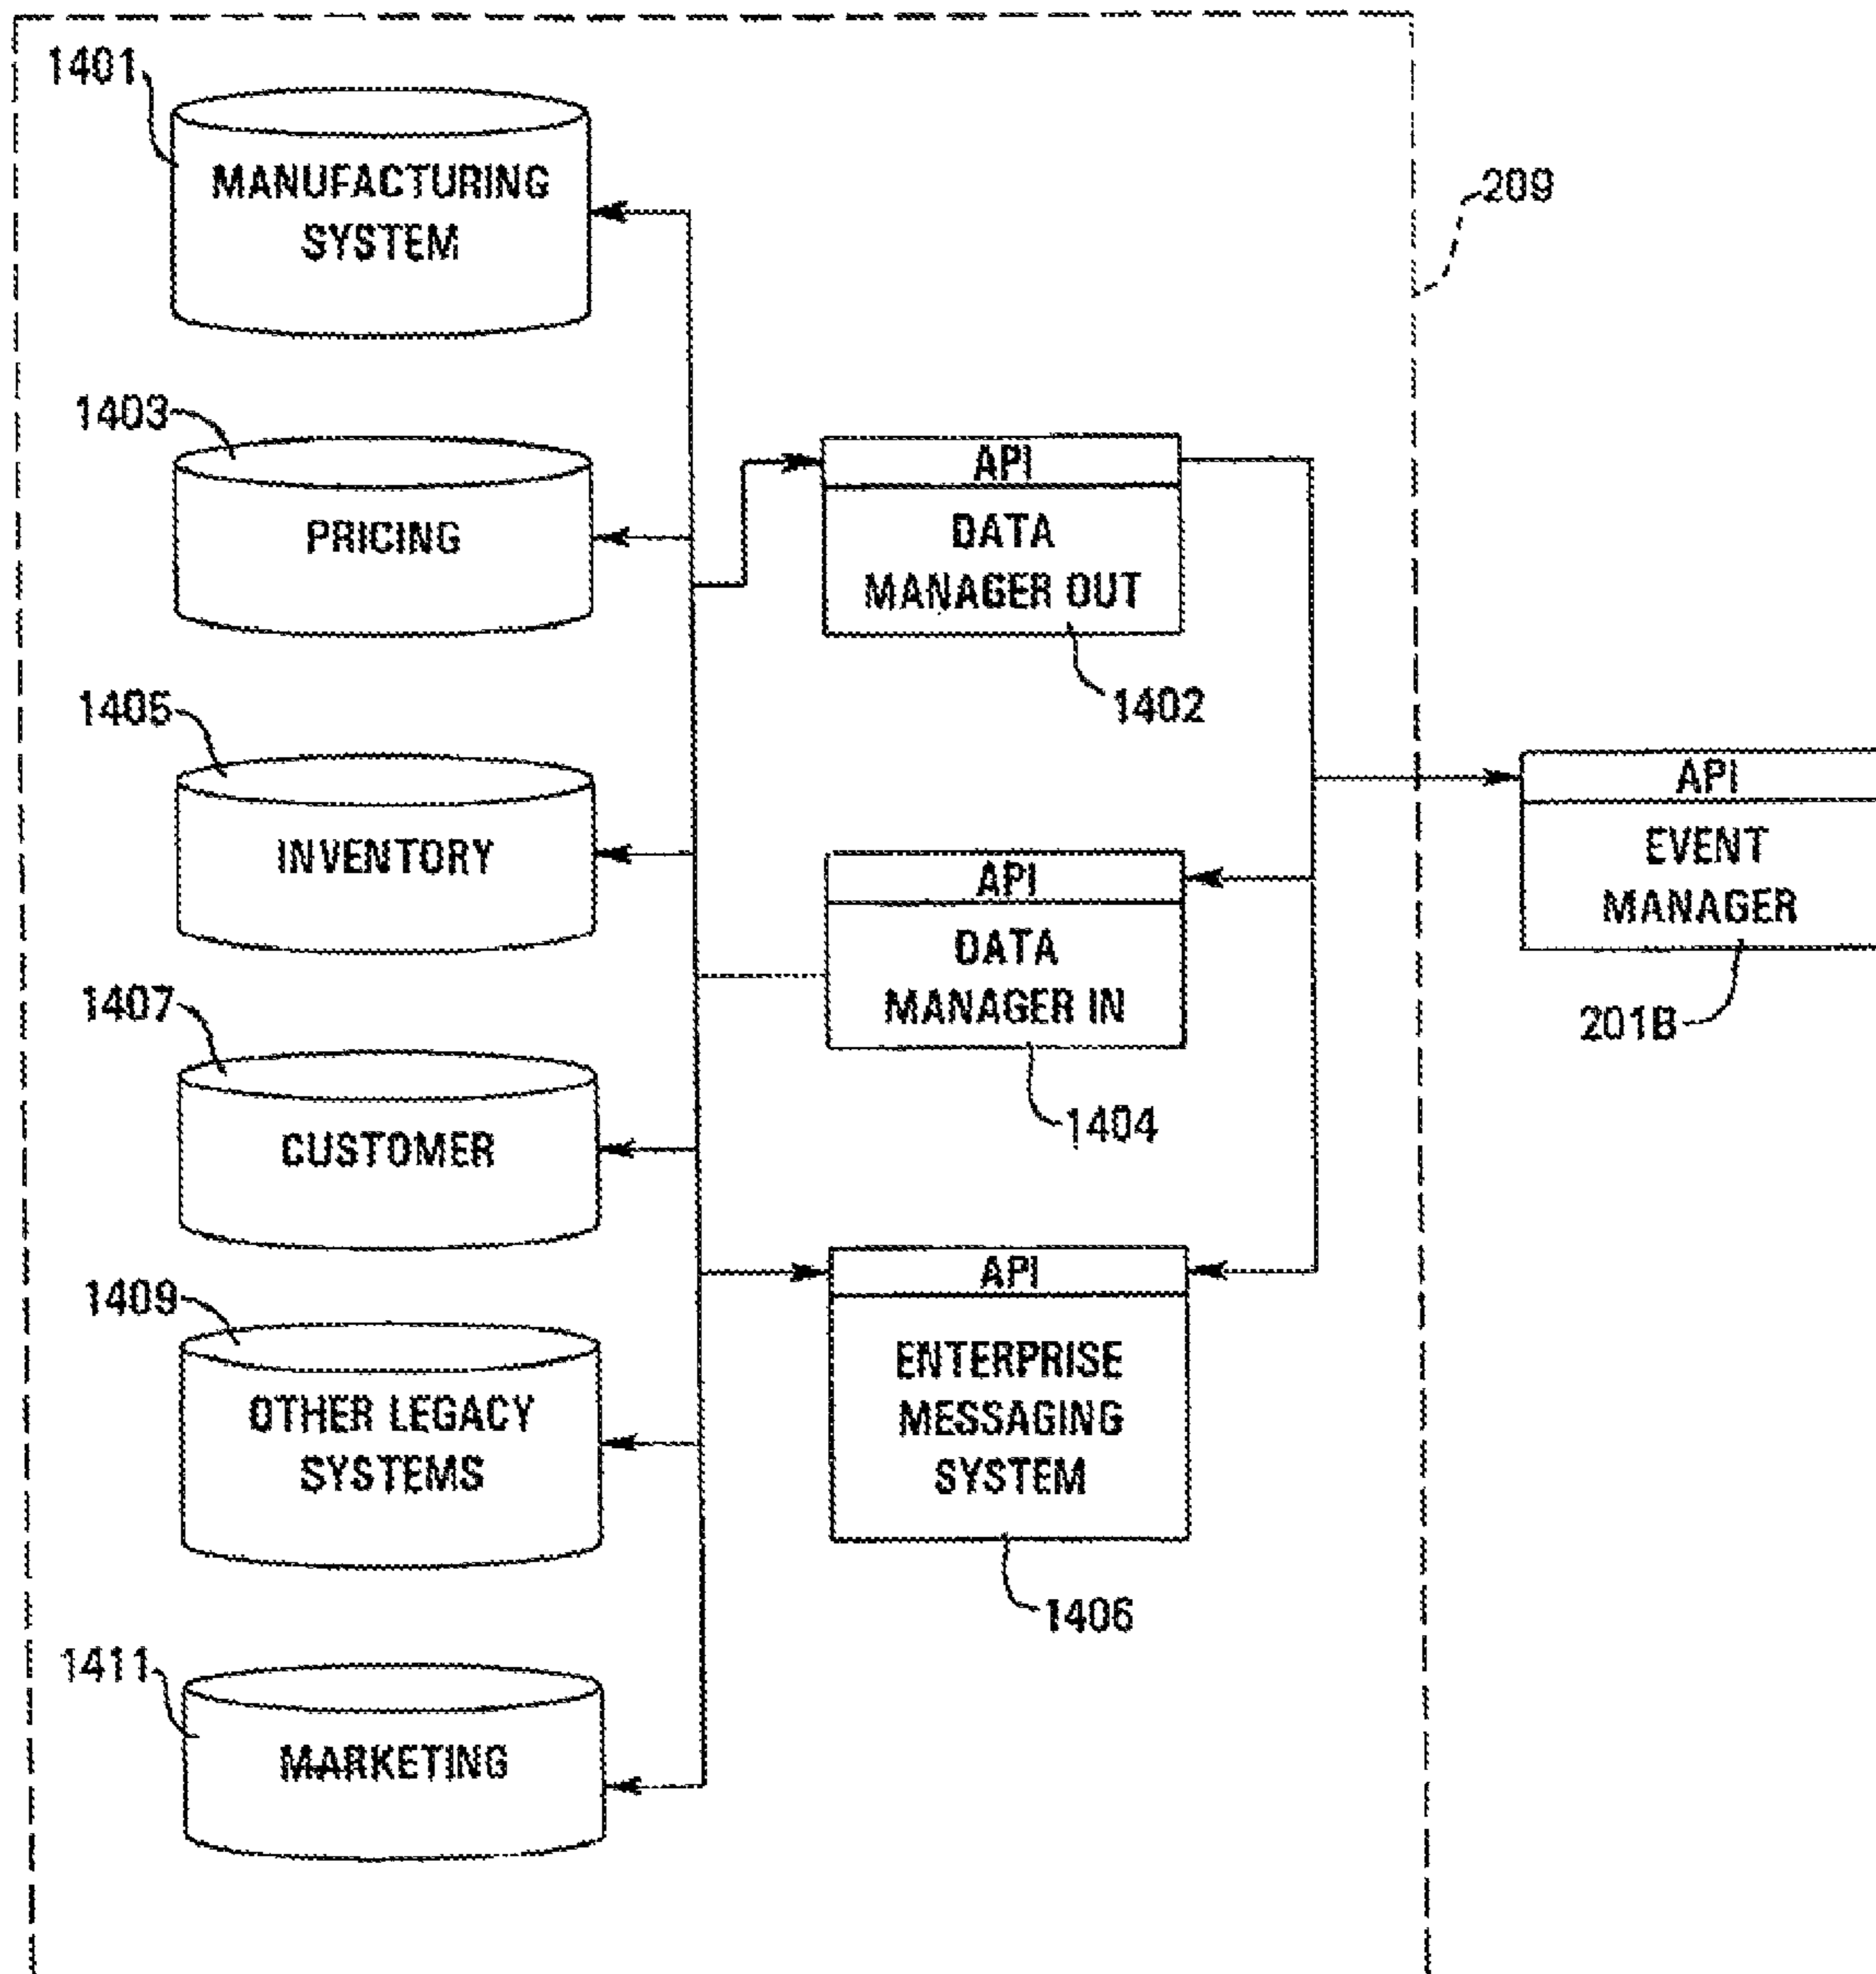 1401
MANUFACTURING
SYSTEM
209
1403
PRICING
API
DATA
MANAGER OUT
1402
1405
INVENTORY
API
DATA
MANAGER IN
1404
API
EVENT
MANAGER
201B
1407
CUSTOMER
1409
OTHER LEGACY
SYSTEMS
API
ENTERPRISE
MESSAGING
SYSTEM
1406
1411
MARKETING